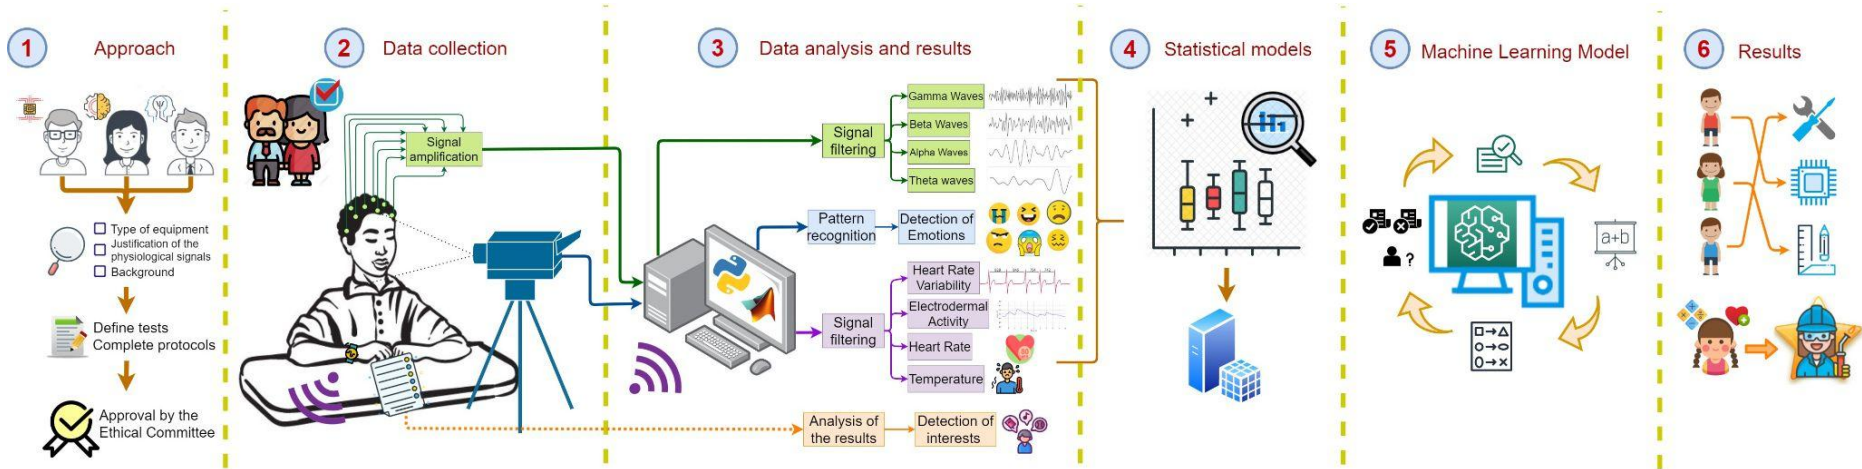 1 Approach
Type of equipment
Justification of the
physiological signals
Background
Define tests
Complete protocols
Approval by the
Ethical Committee
2 Data collection
Signal
amplification
3 Data analysis and results
Signal
filtering
Gamma Waves
Beta Waves
Alpha Waves
Theta waves
Pattern
recognition
Detection of
Emotions
Signal
filtering
Heart Rate
Variability
Electrodermal
Activity
Heart Rate
Temperature
Analysis of
the results
Detection of
interests
4 Statistical models
5 Machine Learning Model
a+b
?
6 Results